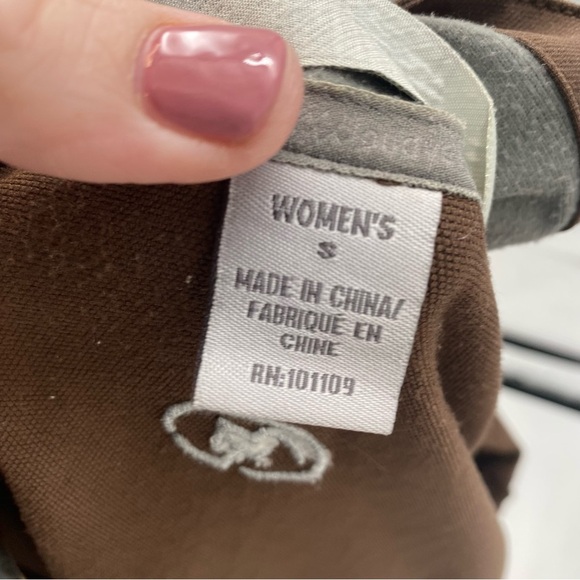 WOMEN'S
S
MADE IN CHINA/
FABRIQUÉ EN
CHINE
RN:101109